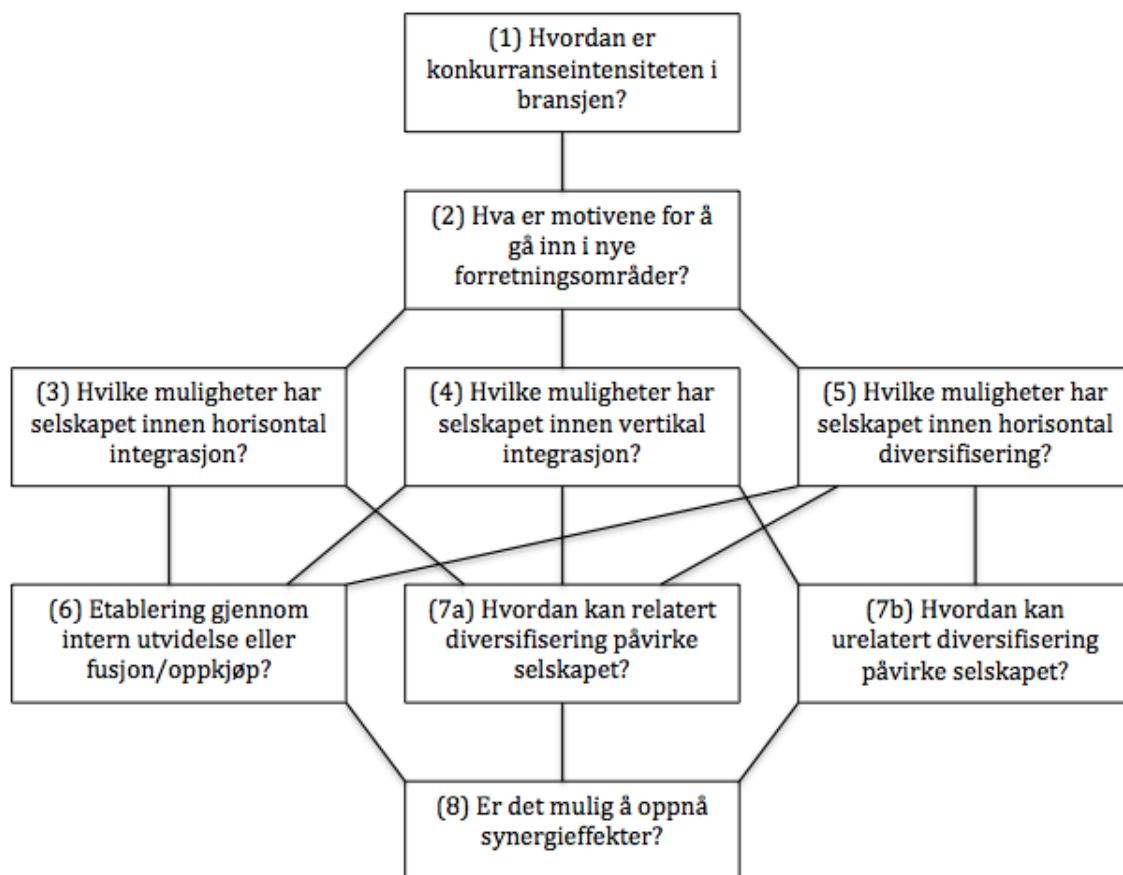 (1) Hvordan er
konkurranseintensiteten i
bransjen?
(2) Hva er motivene for å
gå inn i nye
forretningsområder?
(3) Hvilke muligheter har
selskapet innen horisontal
integrasjon?
(4) Hvilke muligheter har
selskapet innen vertikal
integrasjon?
(5) Hvilke muligheter har
selskapet innen horisontal
diversifisering?
(6) Etablering gjennom
intern utvidelse eller
fusjon/oppkjøp?
(7a) Hvordan kan relatert
diversifisering påvirke
selskapet?
(7b) Hvordan kan
urelatert diversifisering
påvirke selskapet?
(8) Er det mulig å oppnå
synergieffekter?